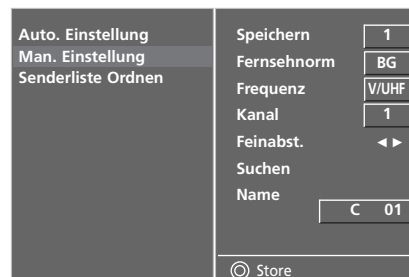 Auto. Einstellung
Man. Einstellung
Senderliste Ordnen
Speichern 1
Fernsehnorm BG
Frequenz V/UHF
Kanal 1
Feinabst. ◄ ►
Suchen
Name
C 01
Store